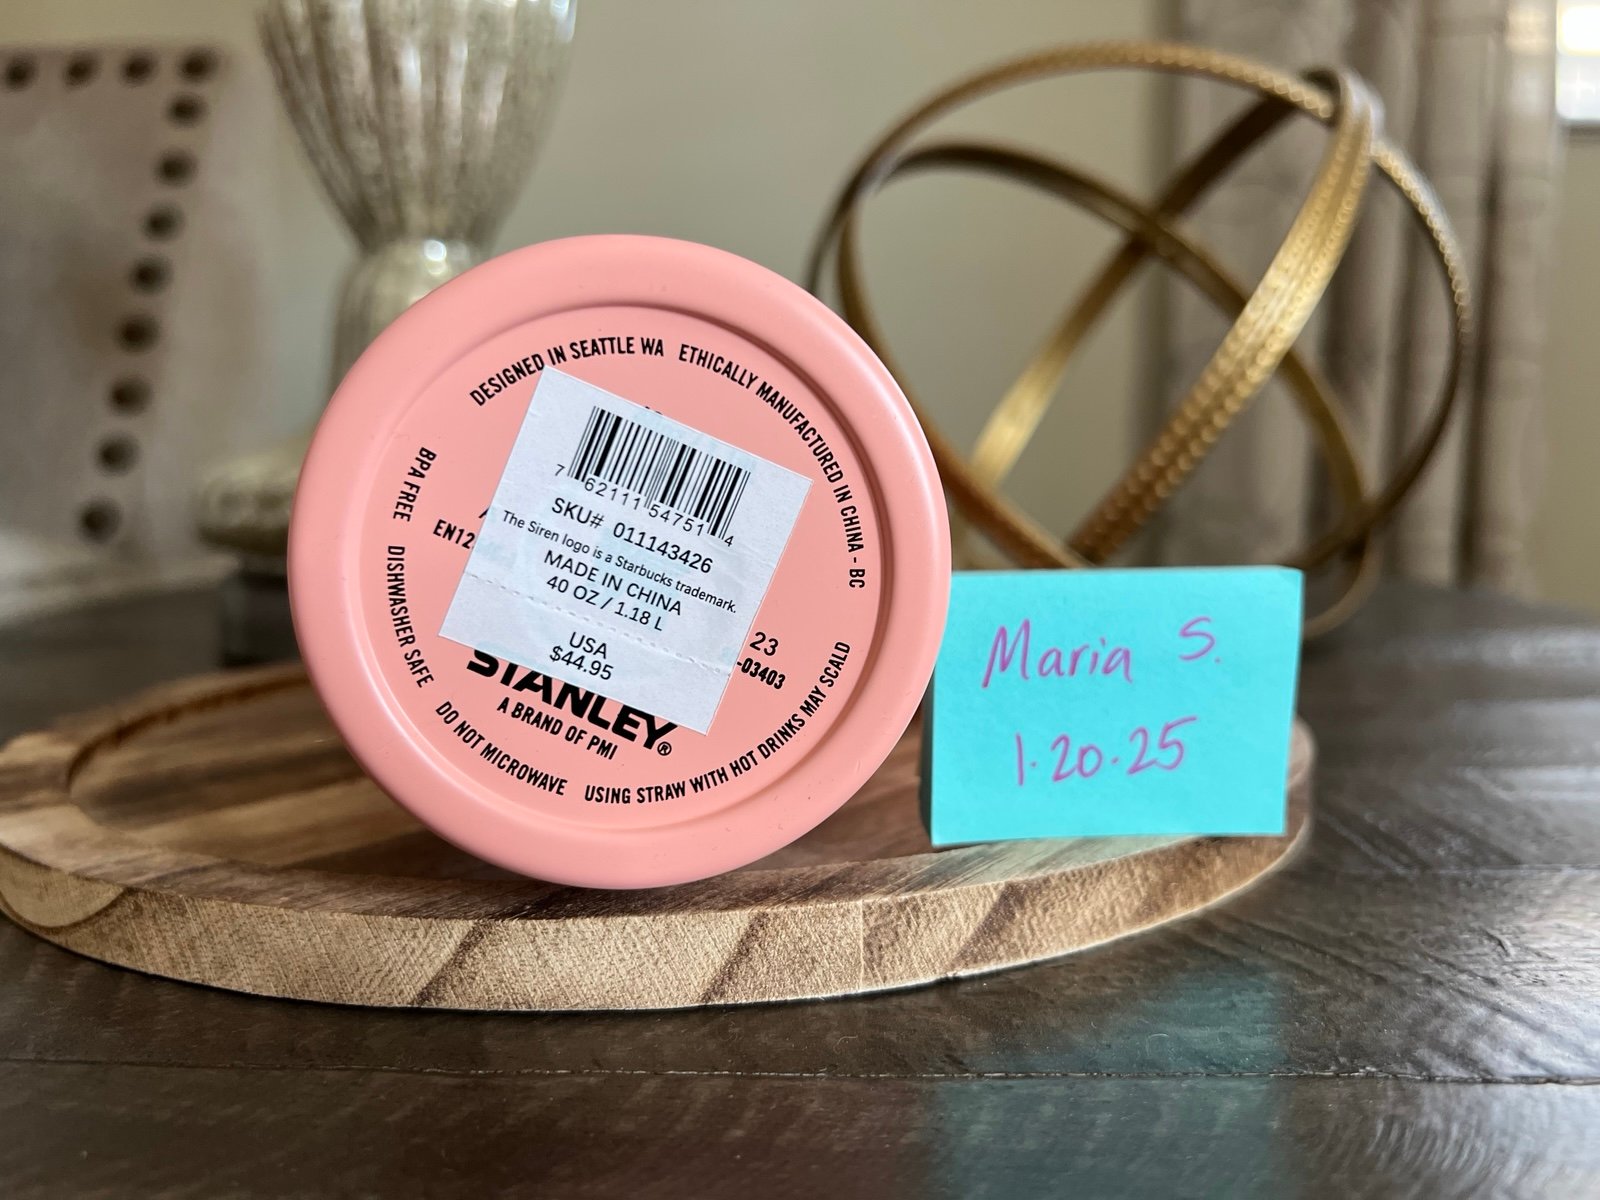 DESIGNED IN SEATTLE WA
ETHICALLY MANUFACTURED IN CHINA - BC
BPA FREE
EN12
DISHWASHER SAFE
7 62111 54751 4
SKU# 011143426
The Siren logo is a Starbucks trademark.
MADE IN CHINA
40 OZ / 1.18 L
USA
$44.95
23
-03403
STANLEY®
A BRAND OF PMI
DO NOT MICROWAVE
USING STRAW WITH HOT DRINKS MAY SCALD
Maria S.
1.20.25